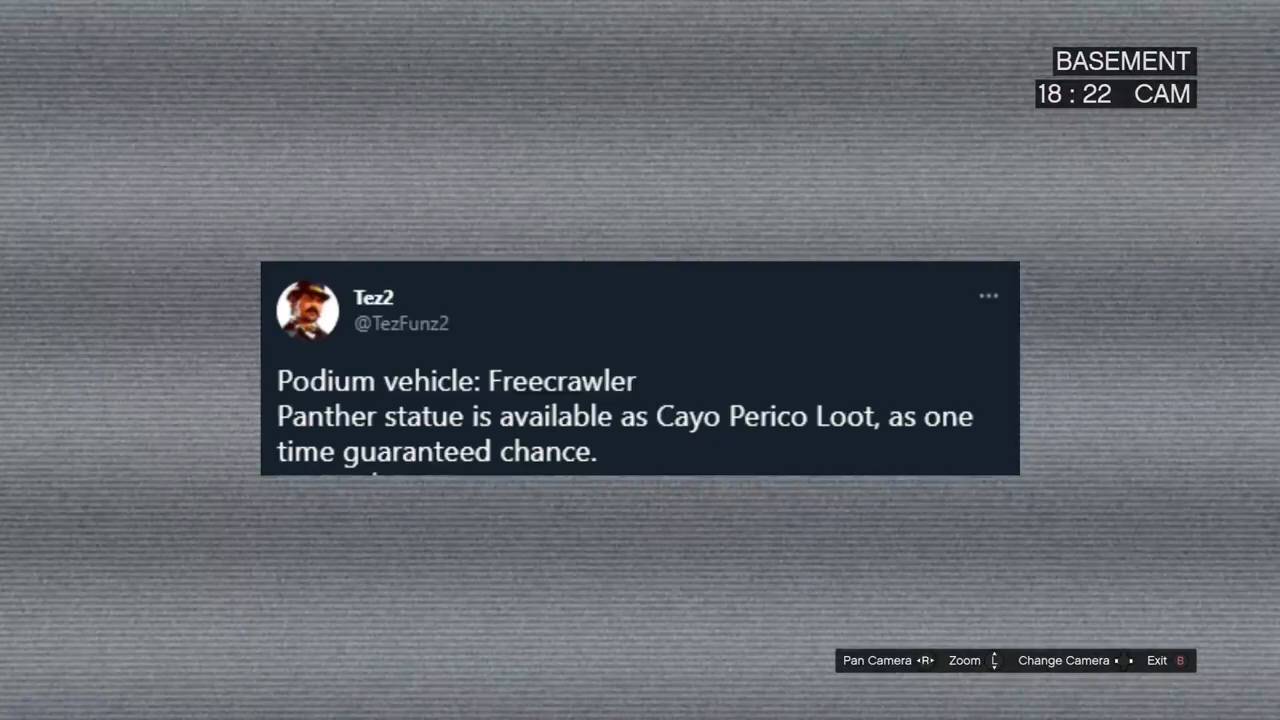 BASEMENT
18 : 22 CAM
Tez2
@TezFunz2
Podium vehicle: Freecrawler
Panther statue is available as Cayo Perico Loot, as one
time guaranteed chance.
Pan Camera R Zoom L Change Camera Exit B